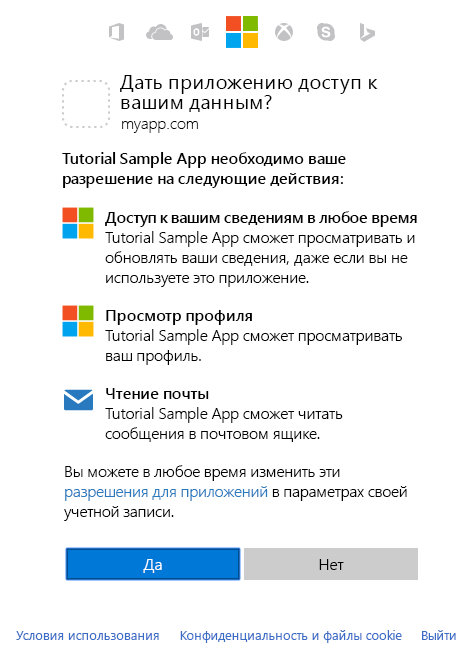 Дать приложению доступ к
вашим данным?
myapp.com
Tutorial Sample App необходимо ваше
разрешение на следующие действия:
Доступ к вашим сведениям в любое время
Tutorial Sample App сможет просматривать и
обновлять ваши сведения, даже если вы не
используете это приложение.
Просмотр профиля
Tutorial Sample App сможет просматривать
ваш профиль.
Чтение почты
Tutorial Sample App сможет читать
сообщения в почтовом ящике.
Вы можете в любое время изменить эти
разрешения для приложений в параметрах своей
учетной записи.
Да Нет
Условия использования Конфиденциальность и файлы cookie Выйти